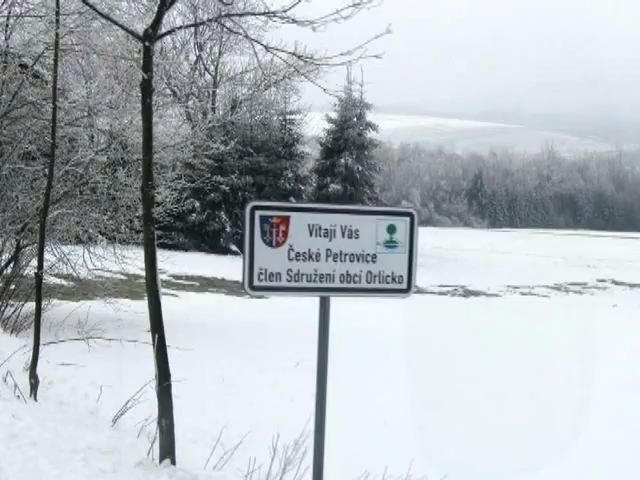 Vítají Vás
České Petrovice
člen Sdružení obcí Orlicko